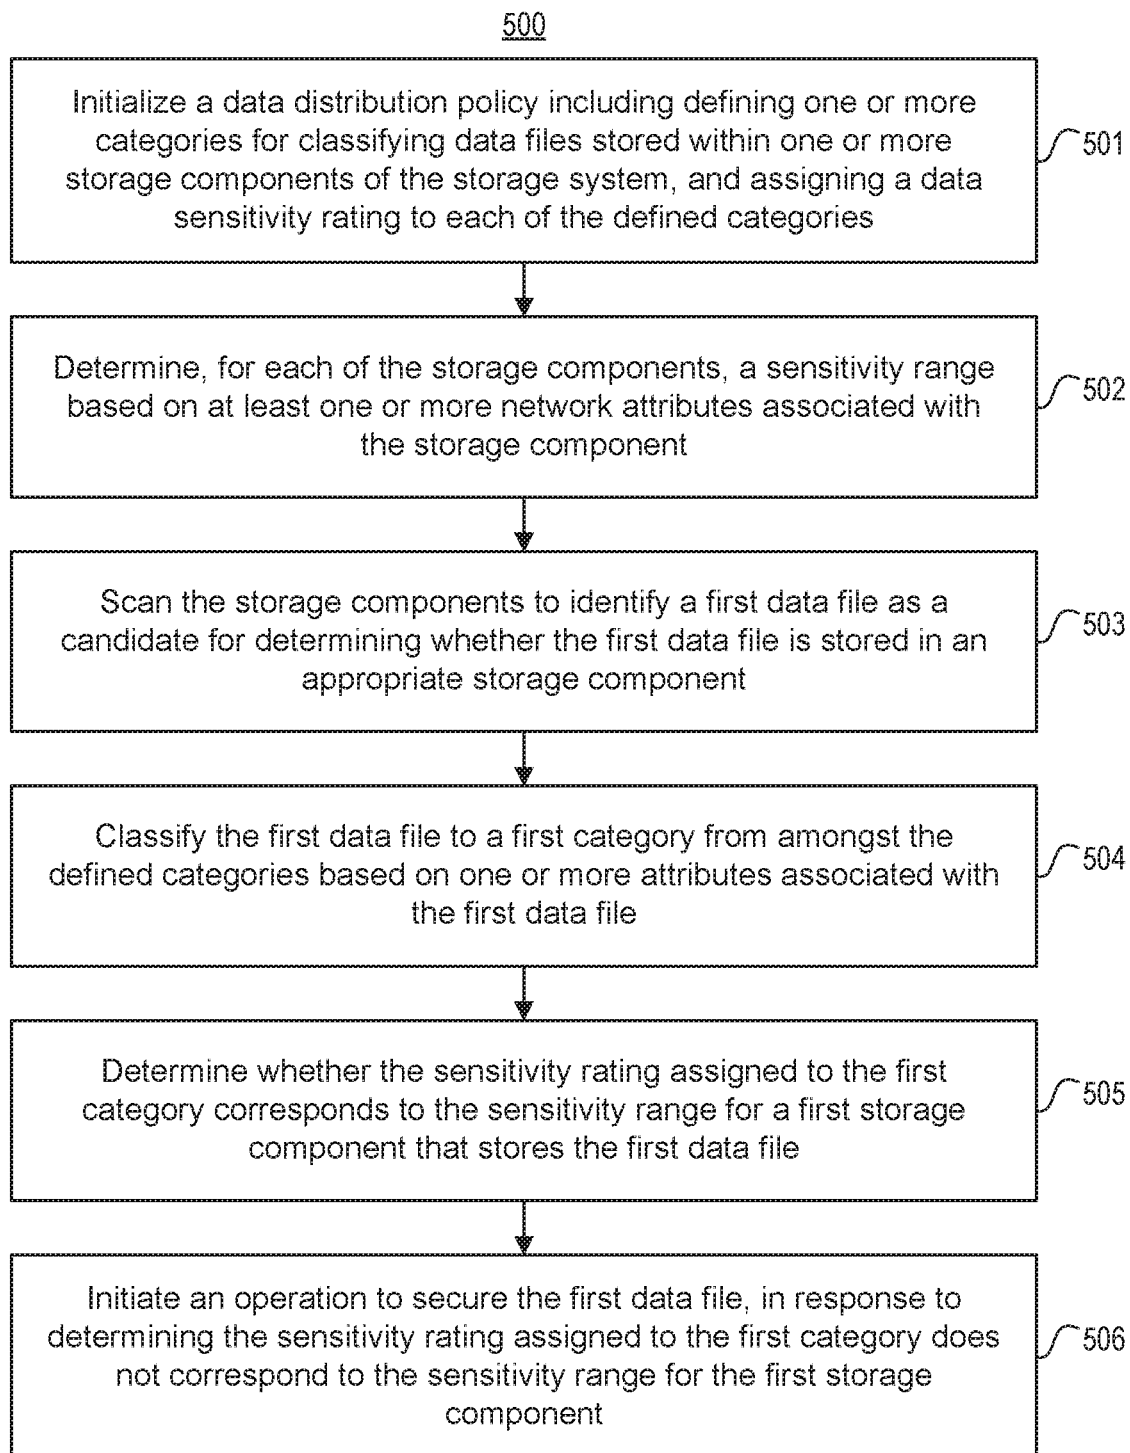 500
Initialize a data distribution policy including defining one or more
categories for classifying data files stored within one or more
storage components of the storage system, and assigning a data
sensitivity rating to each of the defined categories
501
Determine, for each of the storage components, a sensitivity range
based on at least one or more network attributes associated with
the storage component
502
Scan the storage components to identify a first data file as a
candidate for determining whether the first data file is stored in an
appropriate storage component
503
Classify the first data file to a first category from amongst the
defined categories based on one or more attributes associated with
the first data file
504
Determine whether the sensitivity rating assigned to the first
category corresponds to the sensitivity range for a first storage
component that stores the first data file
505
Initiate an operation to secure the first data file, in response to
determining the sensitivity rating assigned to the first category does
not correspond to the sensitivity range for the first storage
component
506